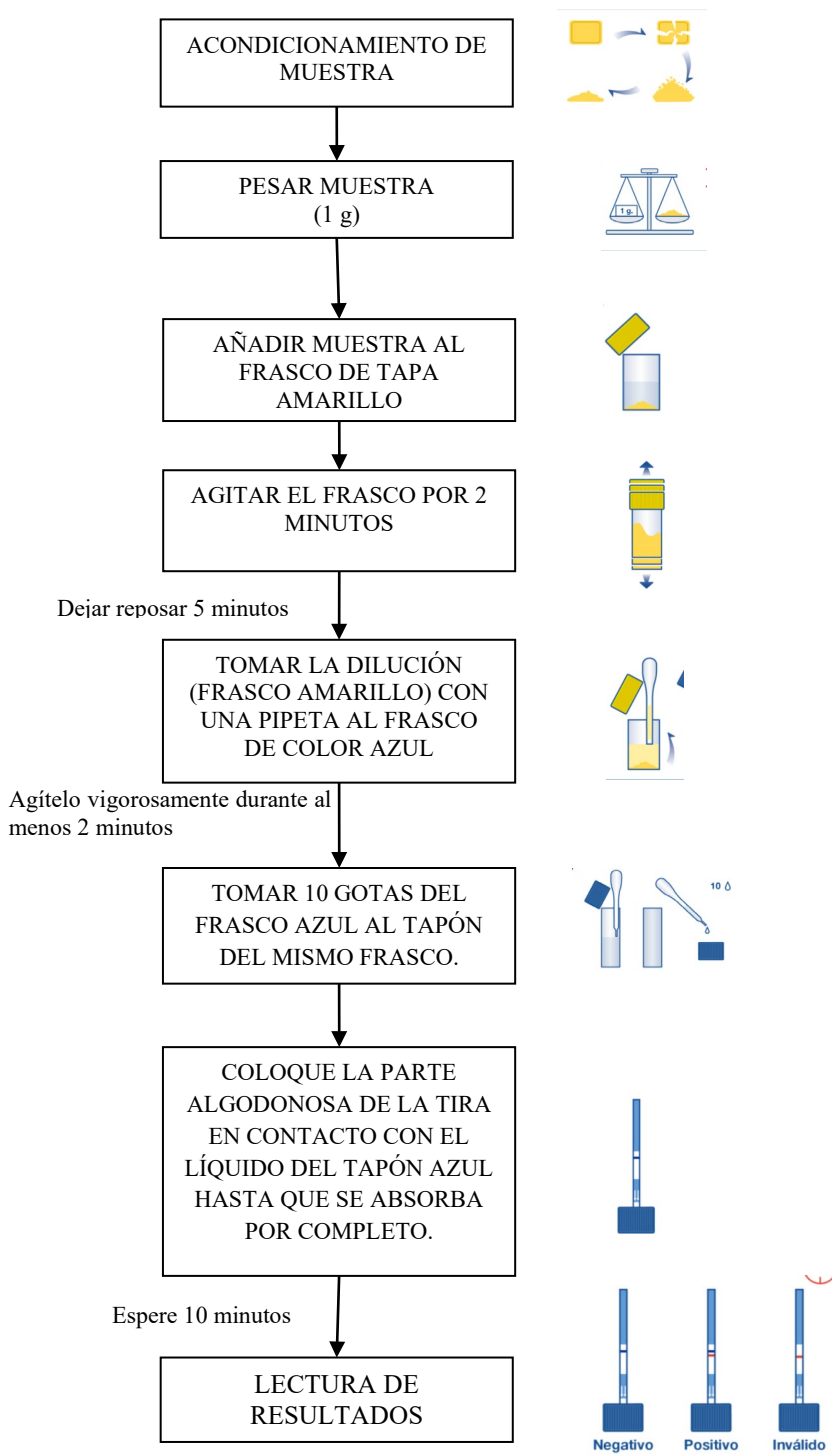 ACONDICIONAMIENTO DE
MUESTRA
PESAR MUESTRA
(1 g)
1 g.
AÑADIR MUESTRA AL
FRASCO DE TAPA
AMARILLO
AGITAR EL FRASCO POR 2
MINUTOS
Dejar reposar 5 minutos
TOMAR LA DILUCIÓN
(FRASCO AMARILLO) CON
UNA PIPETA AL FRASCO
DE COLOR AZUL
Agítelo vigorosamente durante al
menos 2 minutos
TOMAR 10 GOTAS DEL
FRASCO AZUL AL TAPÓN
DEL MISMO FRASCO.
10
COLOQUE LA PARTE
ALGODONOSA DE LA TIRA
EN CONTACTO CON EL
LÍQUIDO DEL TAPÓN AZUL
HASTA QUE SE ABSORBA
POR COMPLETO.
Espere 10 minutos
LECTURA DE
RESULTADOS
Negativo Positivo Inválido